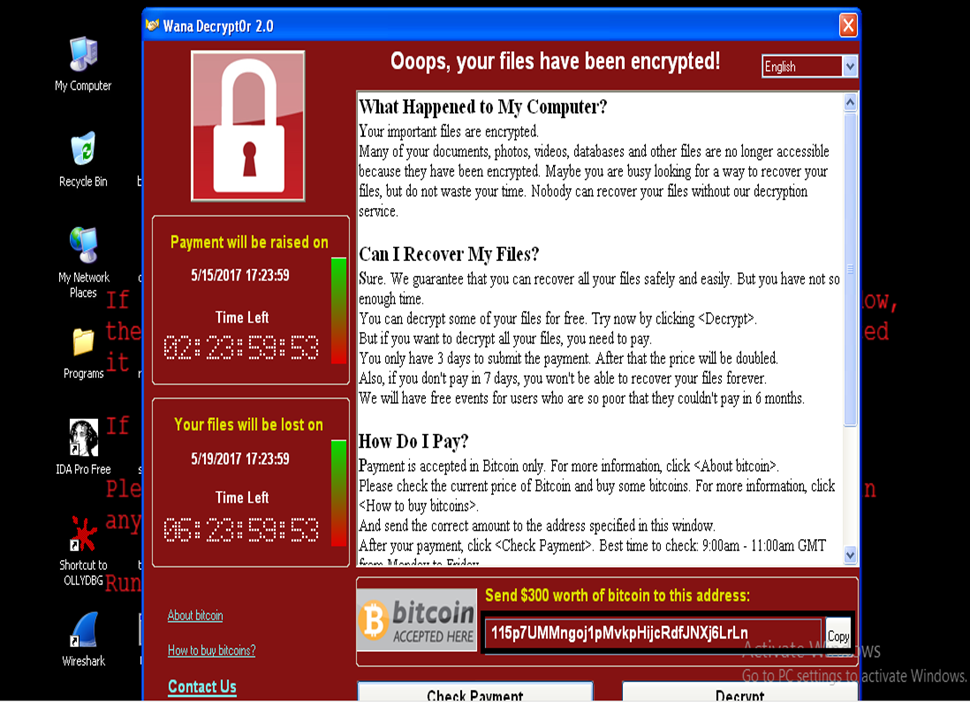 Wana Decrypt0r 2.0
My Computer
Recycle Bin
My Network
Places
Programs
IDA Pro Free
Shortcut to
OLLYDBG
Wireshark
If
the
it
If
Ple
any
Run
ow,
ed
n
Ooops, your files have been encrypted!
English
Payment will be raised on
5/15/2017 17:23:59
Time Left
02:23:59:53
Your files will be lost on
5/19/2017 17:23:59
Time Left
06:23:59:53
About bitcoin
How to buy bitcoins?
Contact Us
What Happened to My Computer?
Your important files are encrypted.
Many of your documents, photos, videos, databases and other files are no longer accessible
because they have been encrypted. Maybe you are busy looking for a way to recover your
files, but do not waste your time. Nobody can recover your files without our decryption
service.
Can I Recover My Files?
Sure. We guarantee that you can recover all your files safely and easily. But you have not so
enough time.
You can decrypt some of your files for free. Try now by clicking <Decrypt>.
But if you want to decrypt all your files, you need to pay.
You only have 3 days to submit the payment. After that the price will be doubled.
Also, if you don't pay in 7 days, you won't be able to recover your files forever.
We will have free events for users who are so poor that they couldn't pay in 6 months.
How Do I Pay?
Payment is accepted in Bitcoin only. For more information, click <About bitcoin>.
Please check the current price of Bitcoin and buy some bitcoins. For more information, click
<How to buy bitcoins>.
And send the correct amount to the address specified in this window.
After your payment, click <Check Payment>. Best time to check: 9:00am - 11:00am GMT
from Monday to Friday.
bitcoin
ACCEPTED HERE
Send $300 worth of bitcoin to this address:
115p7UMMngoj1pMvkpHijcRdfJNXj6LrLn
Copy
Check Payment
Decrypt
Activate Windows
Go to PC settings to activate Windows.